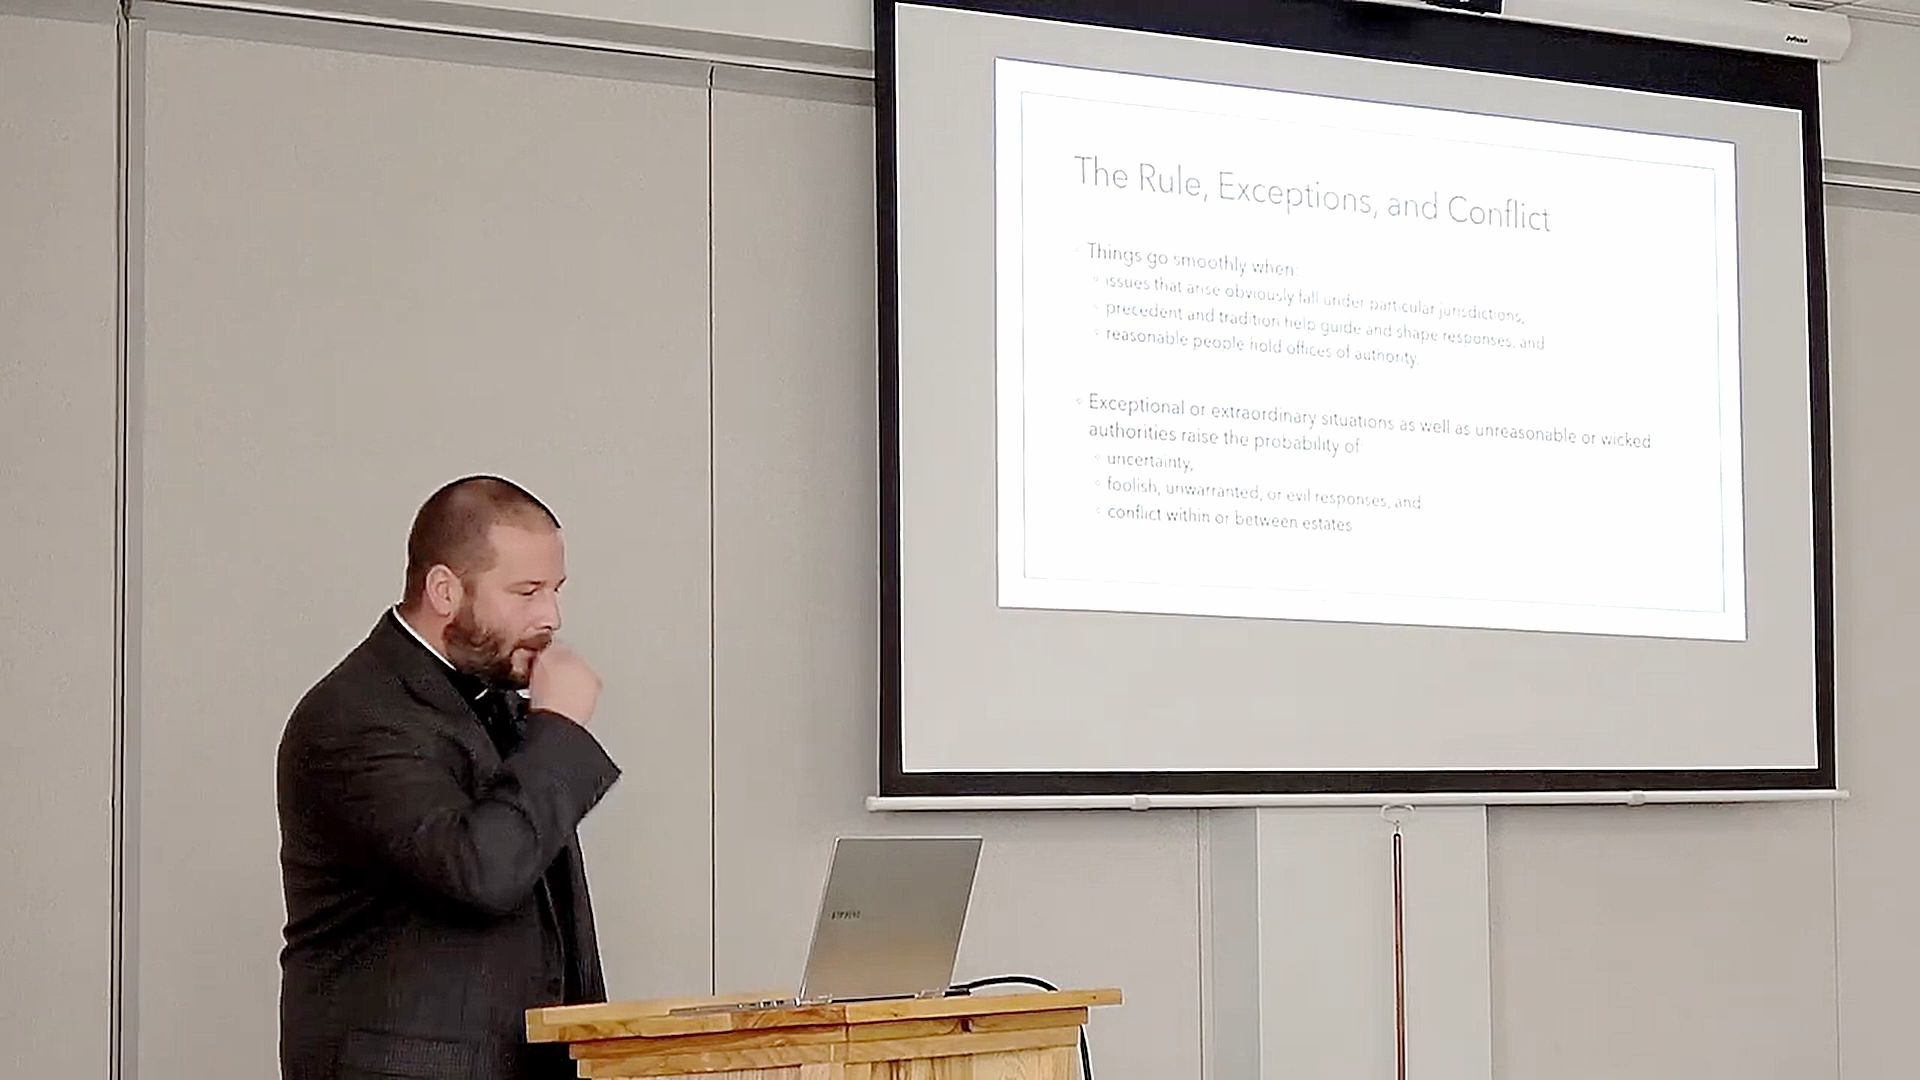 The Rule, Exceptions, and Conflict
Things go smoothly when:
issues that arise obviously fall under particular jurisdictions,
precedent and tradition help guide and shape responses, and
reasonable people hold offices of authority.
Exceptional or extraordinary situations as well as unreasonable or wicked
authorities raise the probability of
uncertainty,
foolish, unwarranted, or evil responses, and
conflict within or between estates